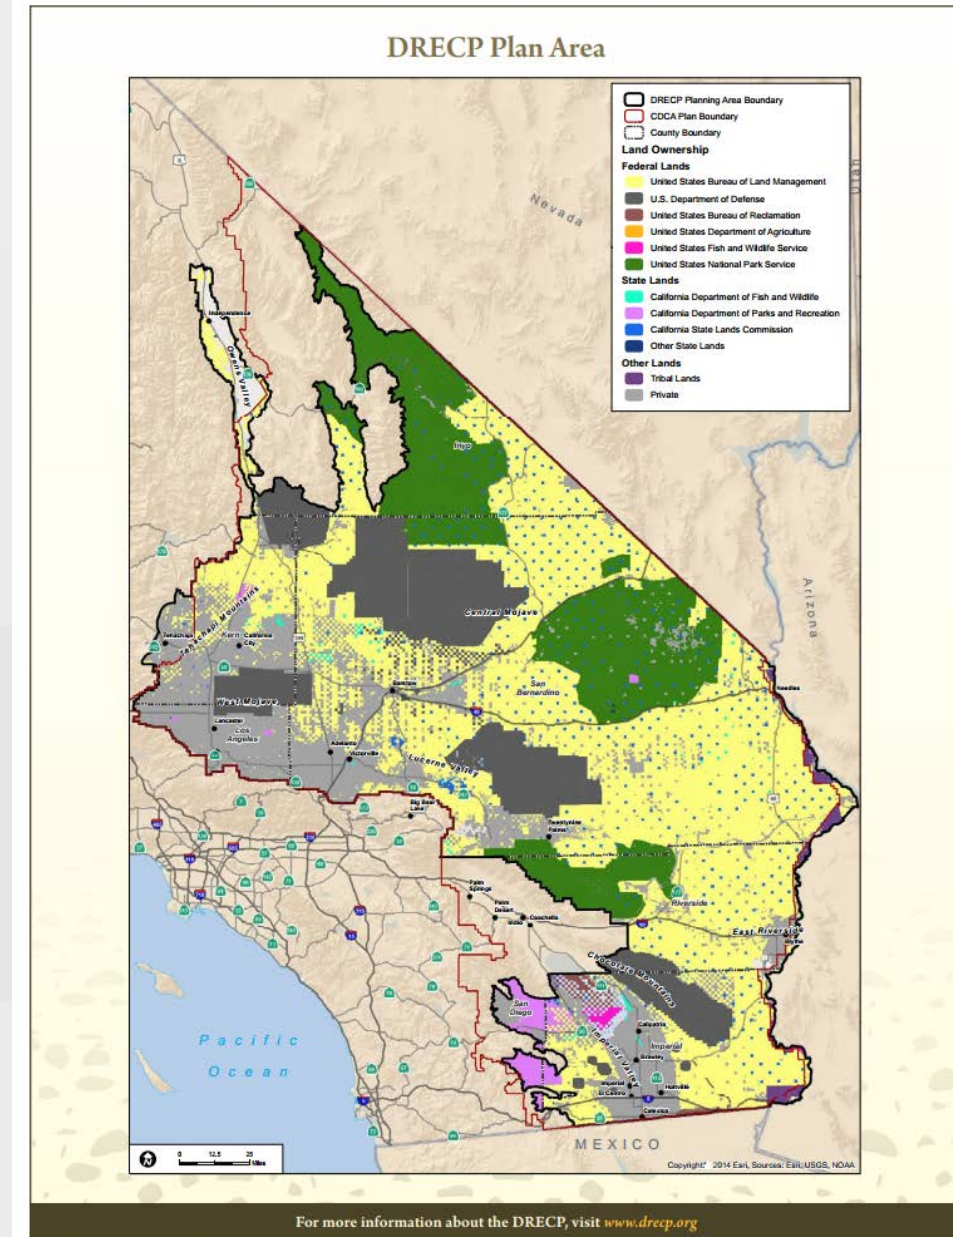 DRECP Plan Area
DRECP Planning Area Boundary
CDCA Plan Boundary
County Boundary
Land Ownership
Federal Lands
United States Bureau of Land Management
U.S. Department of Defense
United States Bureau of Reclamation
United States Department of Agriculture
United States Fish and Wildlife Service
United States National Park Service
State Lands
California Department of Fish and Wildlife
California Department of Parks and Recreation
California State Lands Commission
Other State Lands
Other Lands
Tribal Lands
Private
Nevada
Independence
Owens Valley
Inyo
Arizona
Central Mojave
Tehachapi Mountains
Tehachapi
Kern
California
City
San
Bernardino
Needles
Barstow
West Mojave
Lancaster
Los
Angeles
Adelanto
Victorville
Lucerne Valley
Big Bear
Lake
Twentynine
Palms
Palm
Springs
Palm
Desert
Indio
Coachella
Riverside
East Riverside
Blythe
Chocolate Mountains
San
Diego
Imperial Valley
Calipatria
Imperial
Brawley
Imperial
El Centro
Holtville
Calexico
Pacific
Ocean
MEXICO
0 12.5 25
Miles
Copyright:© 2014 Esri, Sources: Esri, USGS, NOAA
For more information about the DRECP, visit www.drecp.org